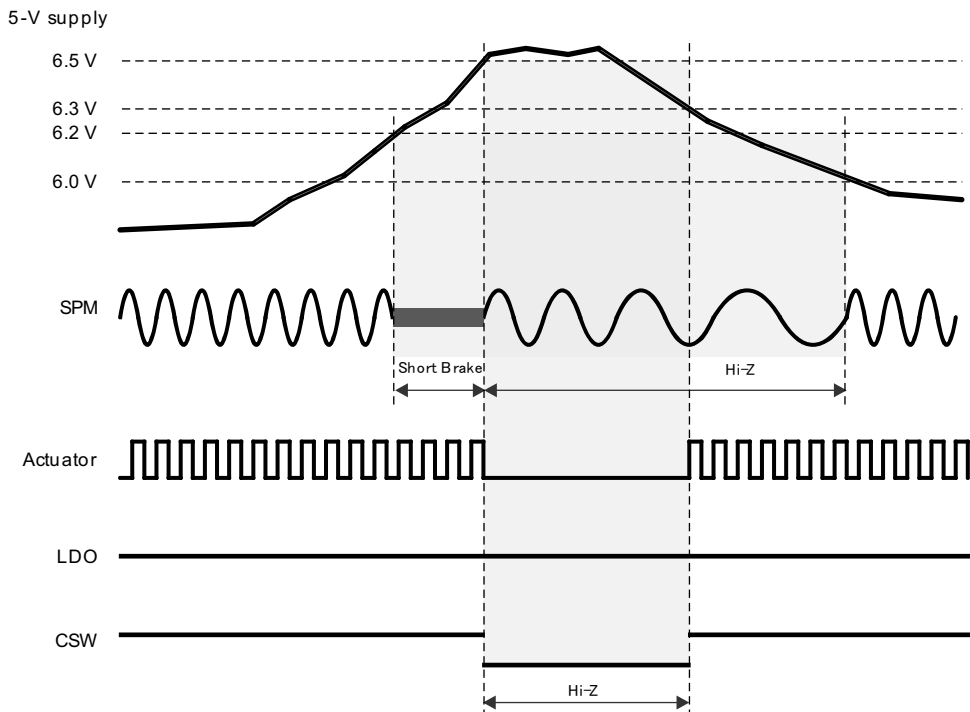 5-V supply
6.5 V
6.3 V
6.2 V
6.0 V
SPM
Short Brake
Hi-Z
Actuator
LDO
CSW
Hi-Z